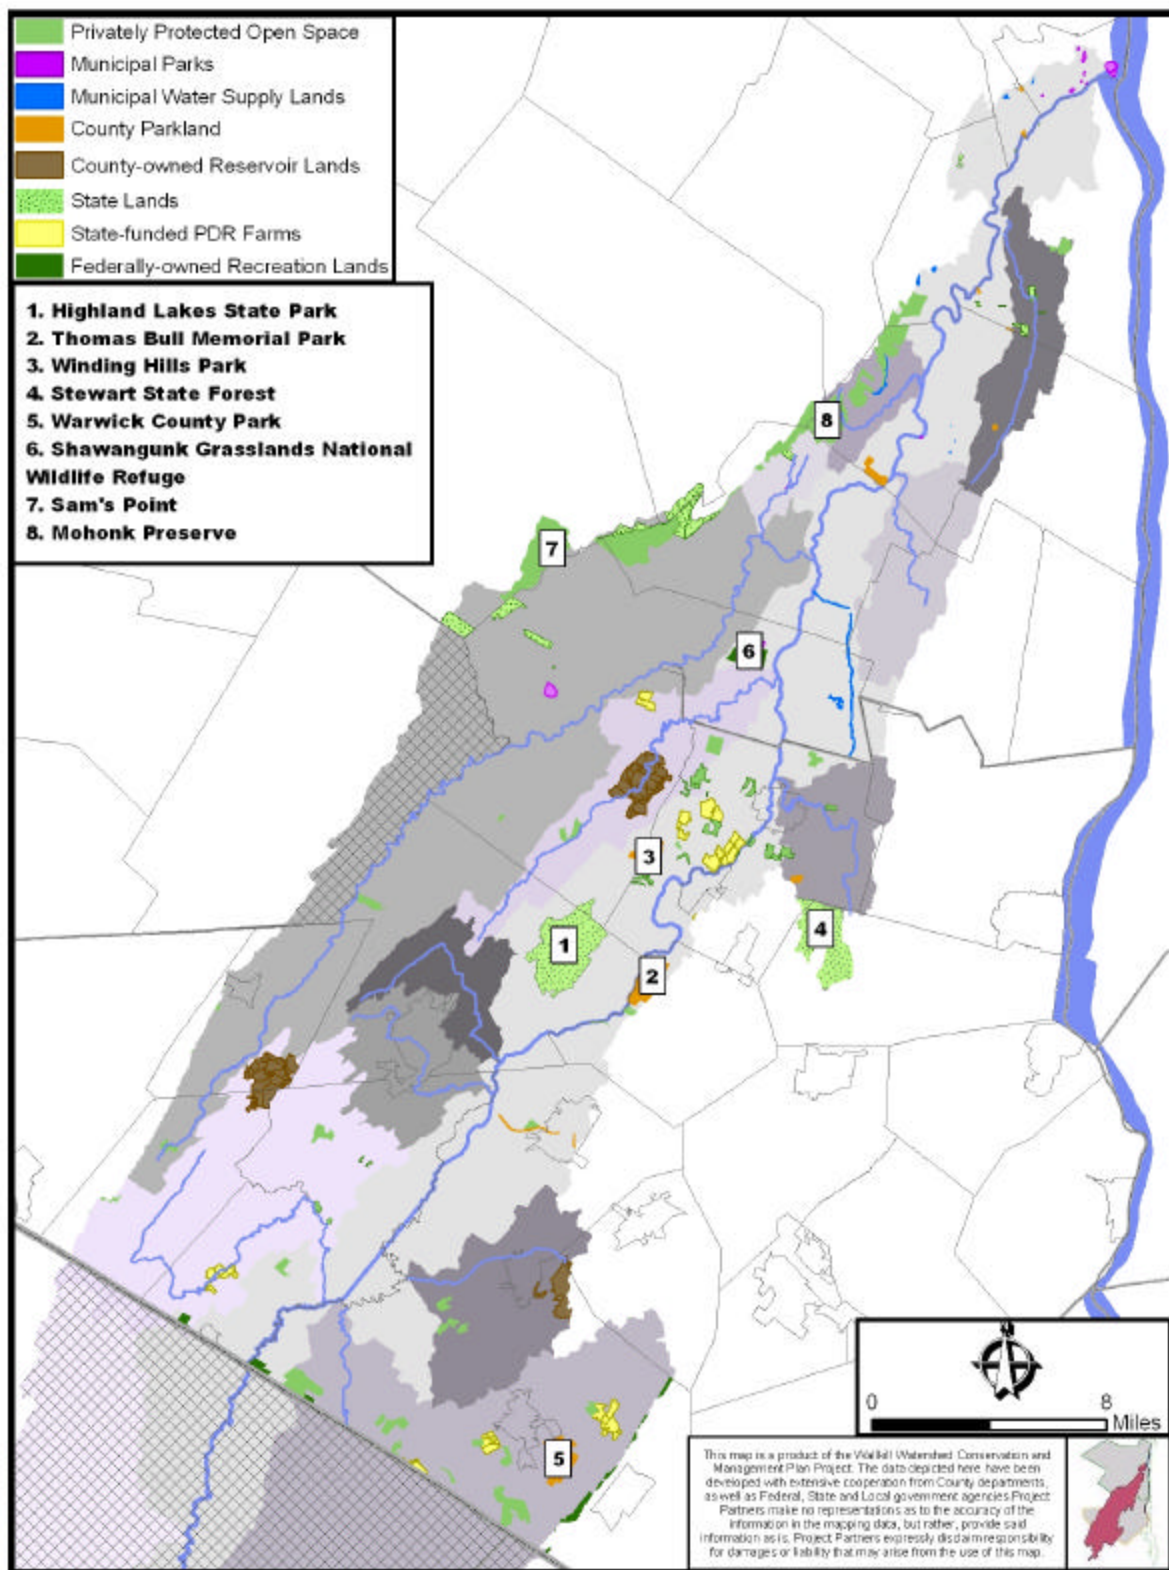 Privately Protected Open Space
Municipal Parks
Municipal Water Supply Lands
County Parkland
County-owned Reservoir Lands
State Lands
State-funded PDR Farms
Federally-owned Recreation Lands
1. Highland Lakes State Park
2. Thomas Bull Memorial Park
3. Winding Hills Park
4. Stewart State Forest
5. Warwick County Park
6. Shawangunk Grasslands National
Wildlife Refuge
7. Sam's Point
8. Mohonk Preserve
8
7
6
3
1
4
2
5
N
0 8
Miles
This map is a product of the Wallkill Watershed Conservation and
Management Plan Project. The data depicted here have been
developed with extensive cooperation from County departments,
as well as Federal, State and Local government agencies.Project
Partners make no representations as to the accuracy of the
information in the mapping data, but rather, provide said
information as is. Project Partners expressly disclaim responsibility
for damages or liability that may arise from the use of this map.